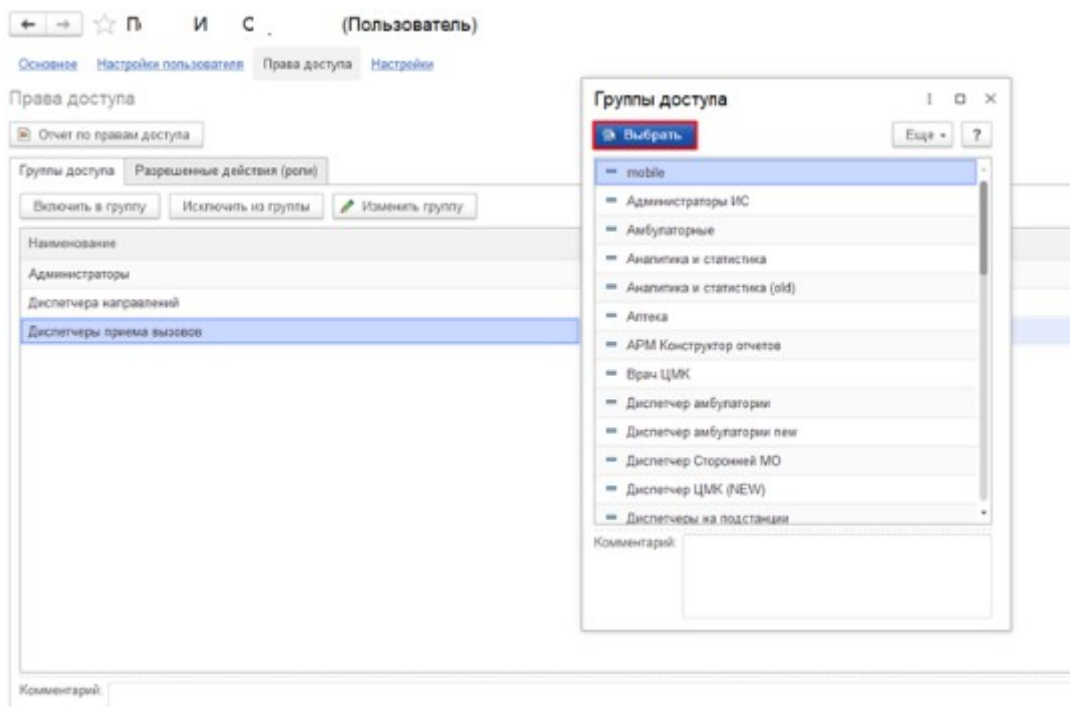 П И С (Пользователь)
Основное Настройки пользователя Права доступа Настройки
Права доступа
Отчет по правам доступа
Группы доступа Разрешенные действия (роли)
Включить в группу Исключить из группы Изменить группу
Наименование
Администраторы
Диспетчера направлений
Диспетчеры приема вызовов
Комментарий:
Группы доступа
Выбрать Еще ?
mobile
Администраторы ИС
Амбулаторные
Аналитика и статистика
Аналитика и статистика (old)
Аптека
АРМ Конструктор отчетов
Врач ЦМК
Диспетчер амбулатории
Диспетчер амбулатории new
Диспетчер Сторонней МО
Диспетчер ЦМК (NEW)
Диспетчеры на подстанции
Комментарий: